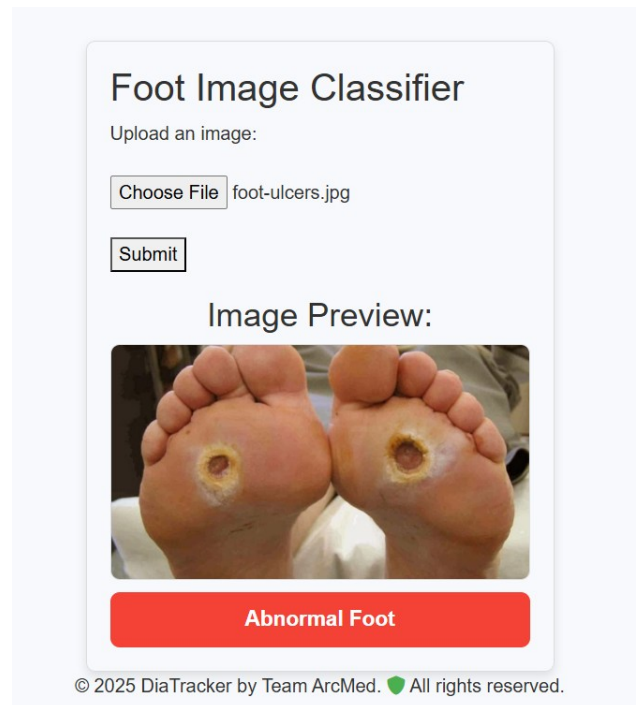 Foot Image Classifier
Upload an image:
Choose File foot-ulcers.jpg
Submit
Image Preview:
Abnormal Foot
© 2025 DiaTracker by Team ArcMed. All rights reserved.